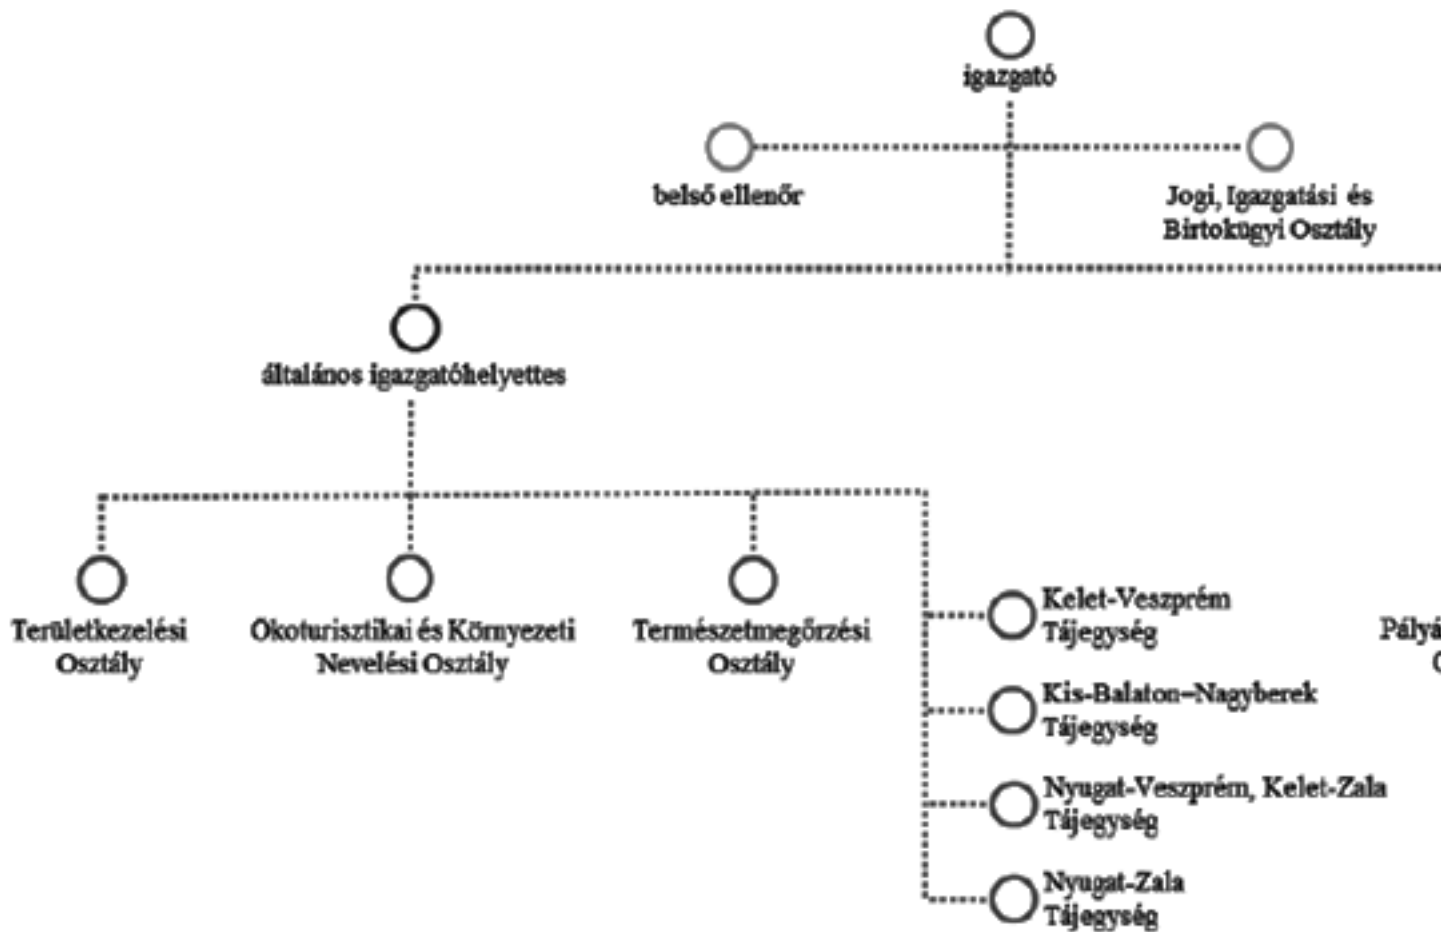 igazgató
belső ellenőr
Jogi, Igazgatási és
Birtokügyi Osztály
általános igazgatóhelyettes
Területkezelési
Osztály
Ökoturisztikai és Környezeti
Nevelési Osztály
Természetmegőrzési
Osztály
Kelet-Veszprém
Tájegység
Kis-Balaton–Nagyberek
Tájegység
Nyugat-Veszprém, Kelet-Zala
Tájegység
Nyugat-Zala
Tájegység